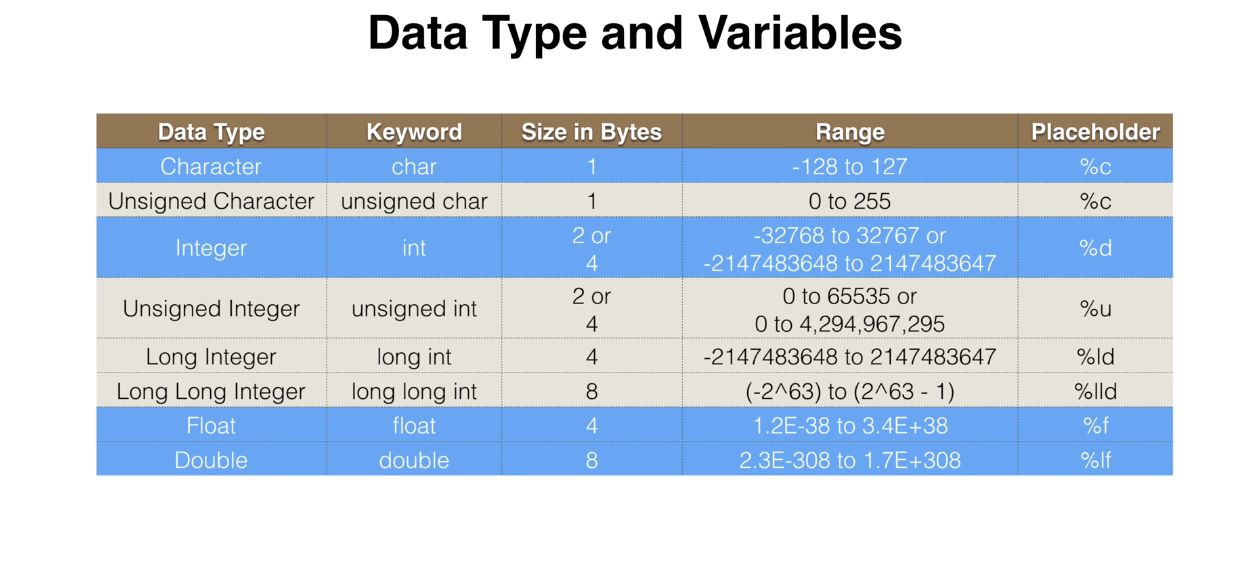 Data Type and Variables
Data Type Keyword Size in Bytes Range Placeholder
Character char 1 -128 to 127 %c
Unsigned Character unsigned char 1 0 to 255 %c
Integer int 2 or 4 -32768 to 32767 or -2147483648 to 2147483647 %d
Unsigned Integer unsigned int 2 or 4 0 to 65535 or 0 to 4,294,967,295 %u
Long Integer long int 4 -2147483648 to 2147483647 %ld
Long Long Integer long long int 8 (-2^63) to (2^63 - 1) %lld
Float float 4 1.2E-38 to 3.4E+38 %f
Double double 8 2.3E-308 to 1.7E+308 %lf